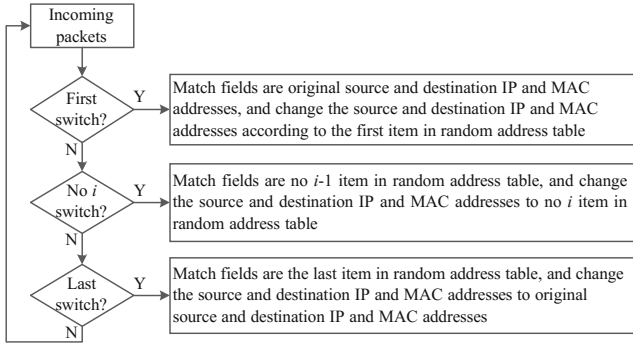 Incoming
packets
First
switch?
Y
Match fields are original source and destination IP and MAC
addresses, and change the source and destination IP and MAC
addresses according to the first item in random address table
N
No i
switch?
Y
Match fields are no i-1 item in random address table, and change
the source and destination IP and MAC addresses to no i item in
random address table
N
Last
switch?
Y
Match fields are the last item in random address table, and change
the source and destination IP and MAC addresses to original
source and destination IP and MAC addresses
N